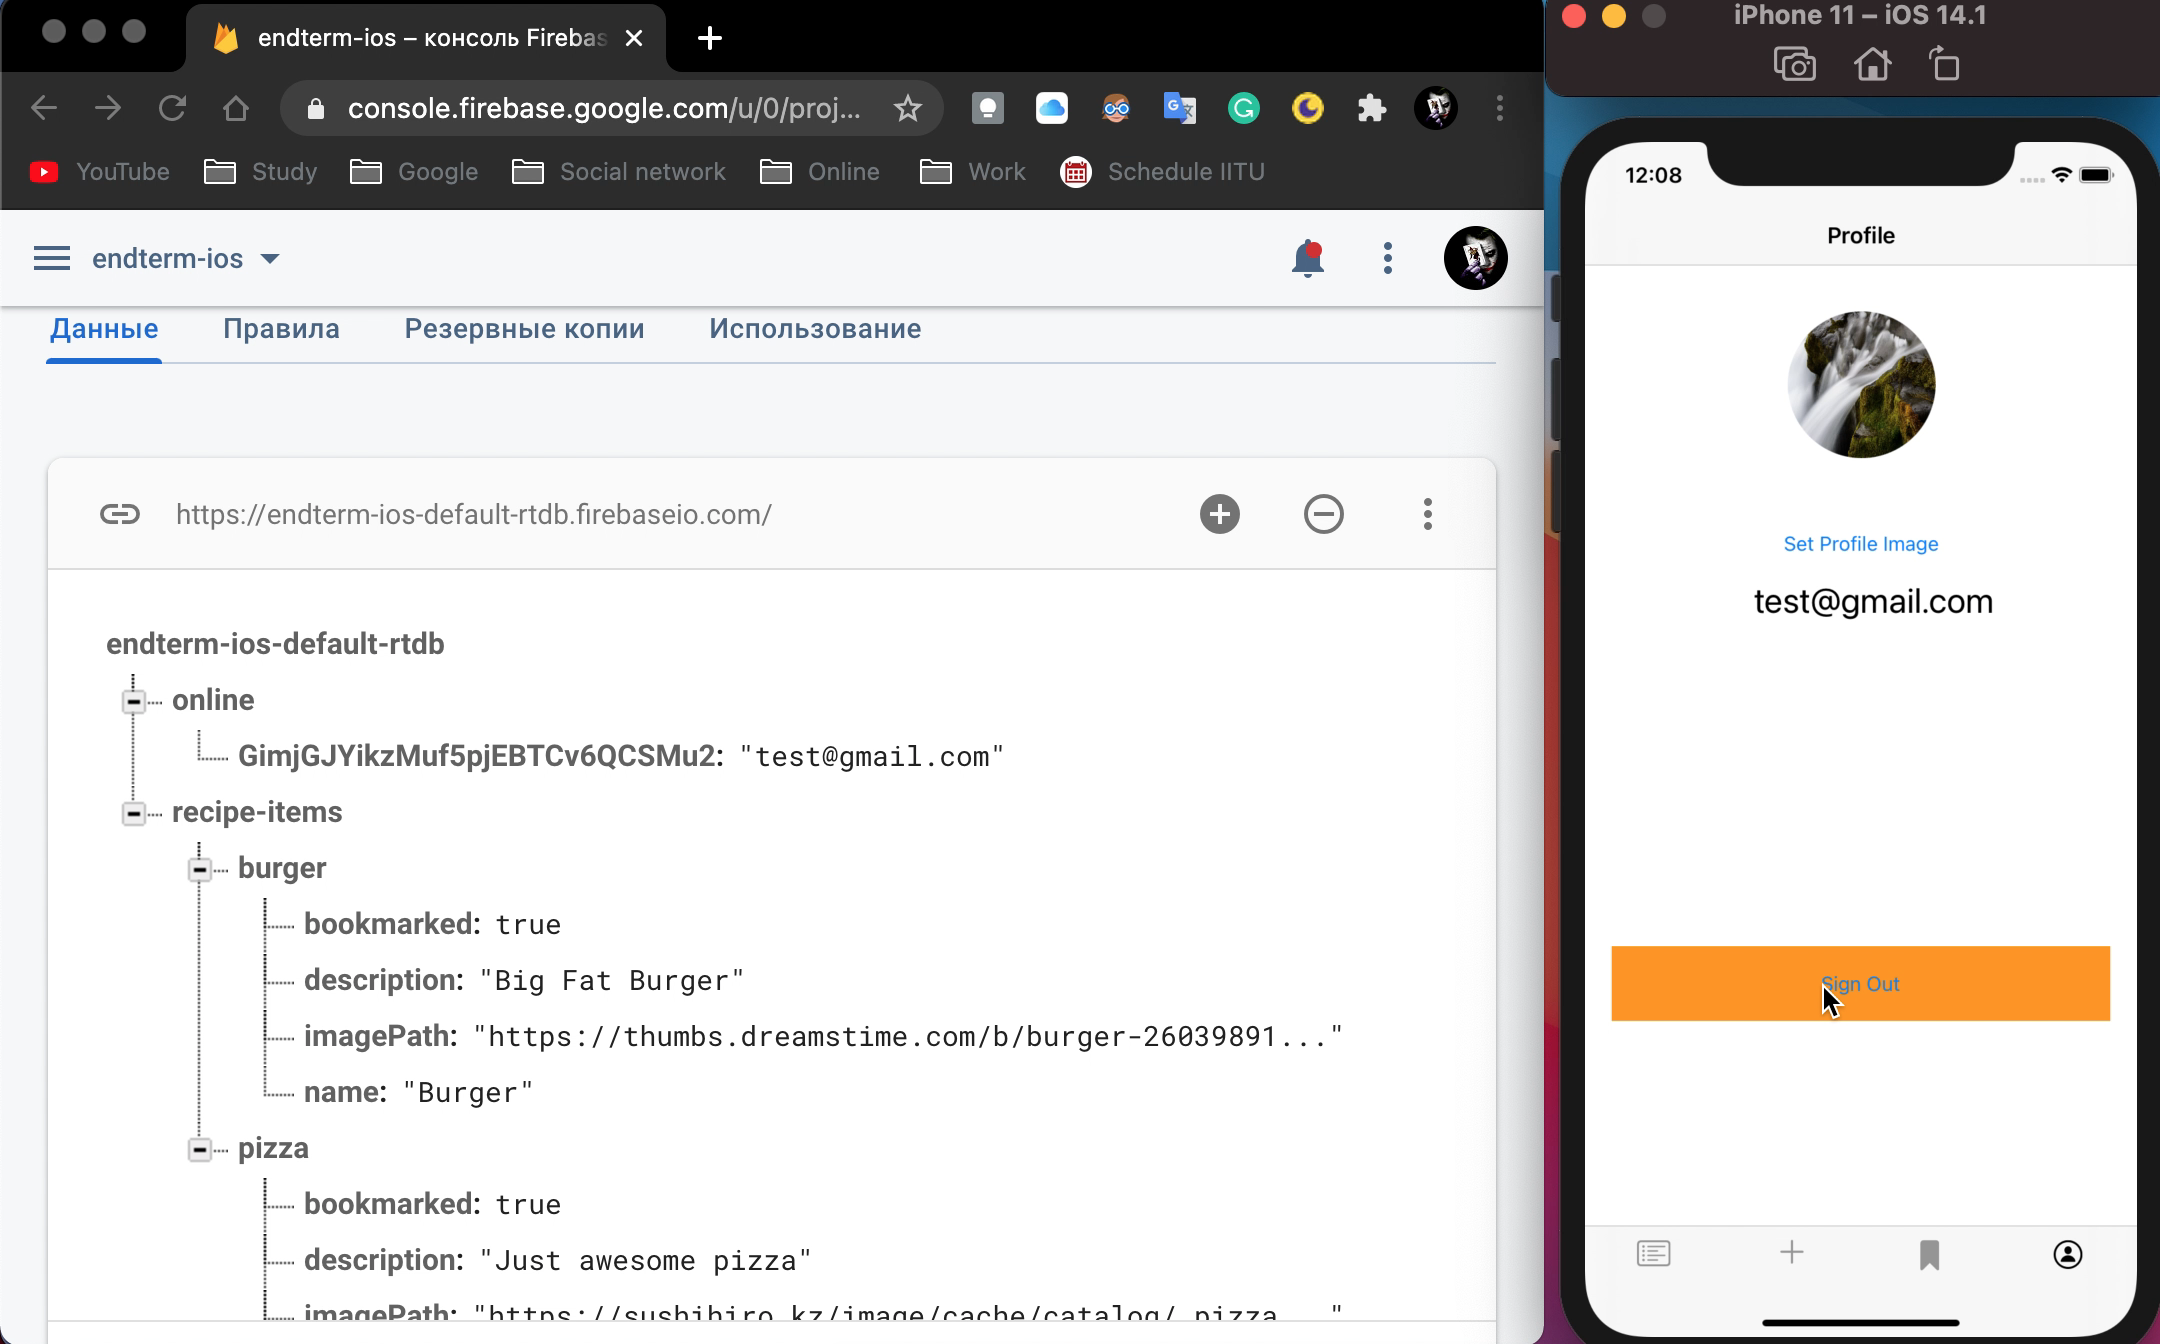 endterm-ios – консоль Firebas
console.firebase.google.com/u/0/proj...
YouTube Study Google Social network Online Work Schedule IITU
endterm-ios
Данные Правила Резервные копии Использование
https://endterm-ios-default-rtdb.firebaseio.com/
endterm-ios-default-rtdb
online
GimjGJYikzMuf5pjEBTCv6QCSMu2: "test@gmail.com"
recipe-items
burger
bookmarked: true
description: "Big Fat Burger"
imagePath: "https://thumbs.dreamstime.com/b/burger-26039891..."
name: "Burger"
pizza
bookmarked: true
description: "Just awesome pizza"
imagePath: "https://sushihiro.kz/image/cache/catalog/ pizza..."
iPhone 11 – iOS 14.1
12:08
Profile
Set Profile Image
test@gmail.com
Sign Out